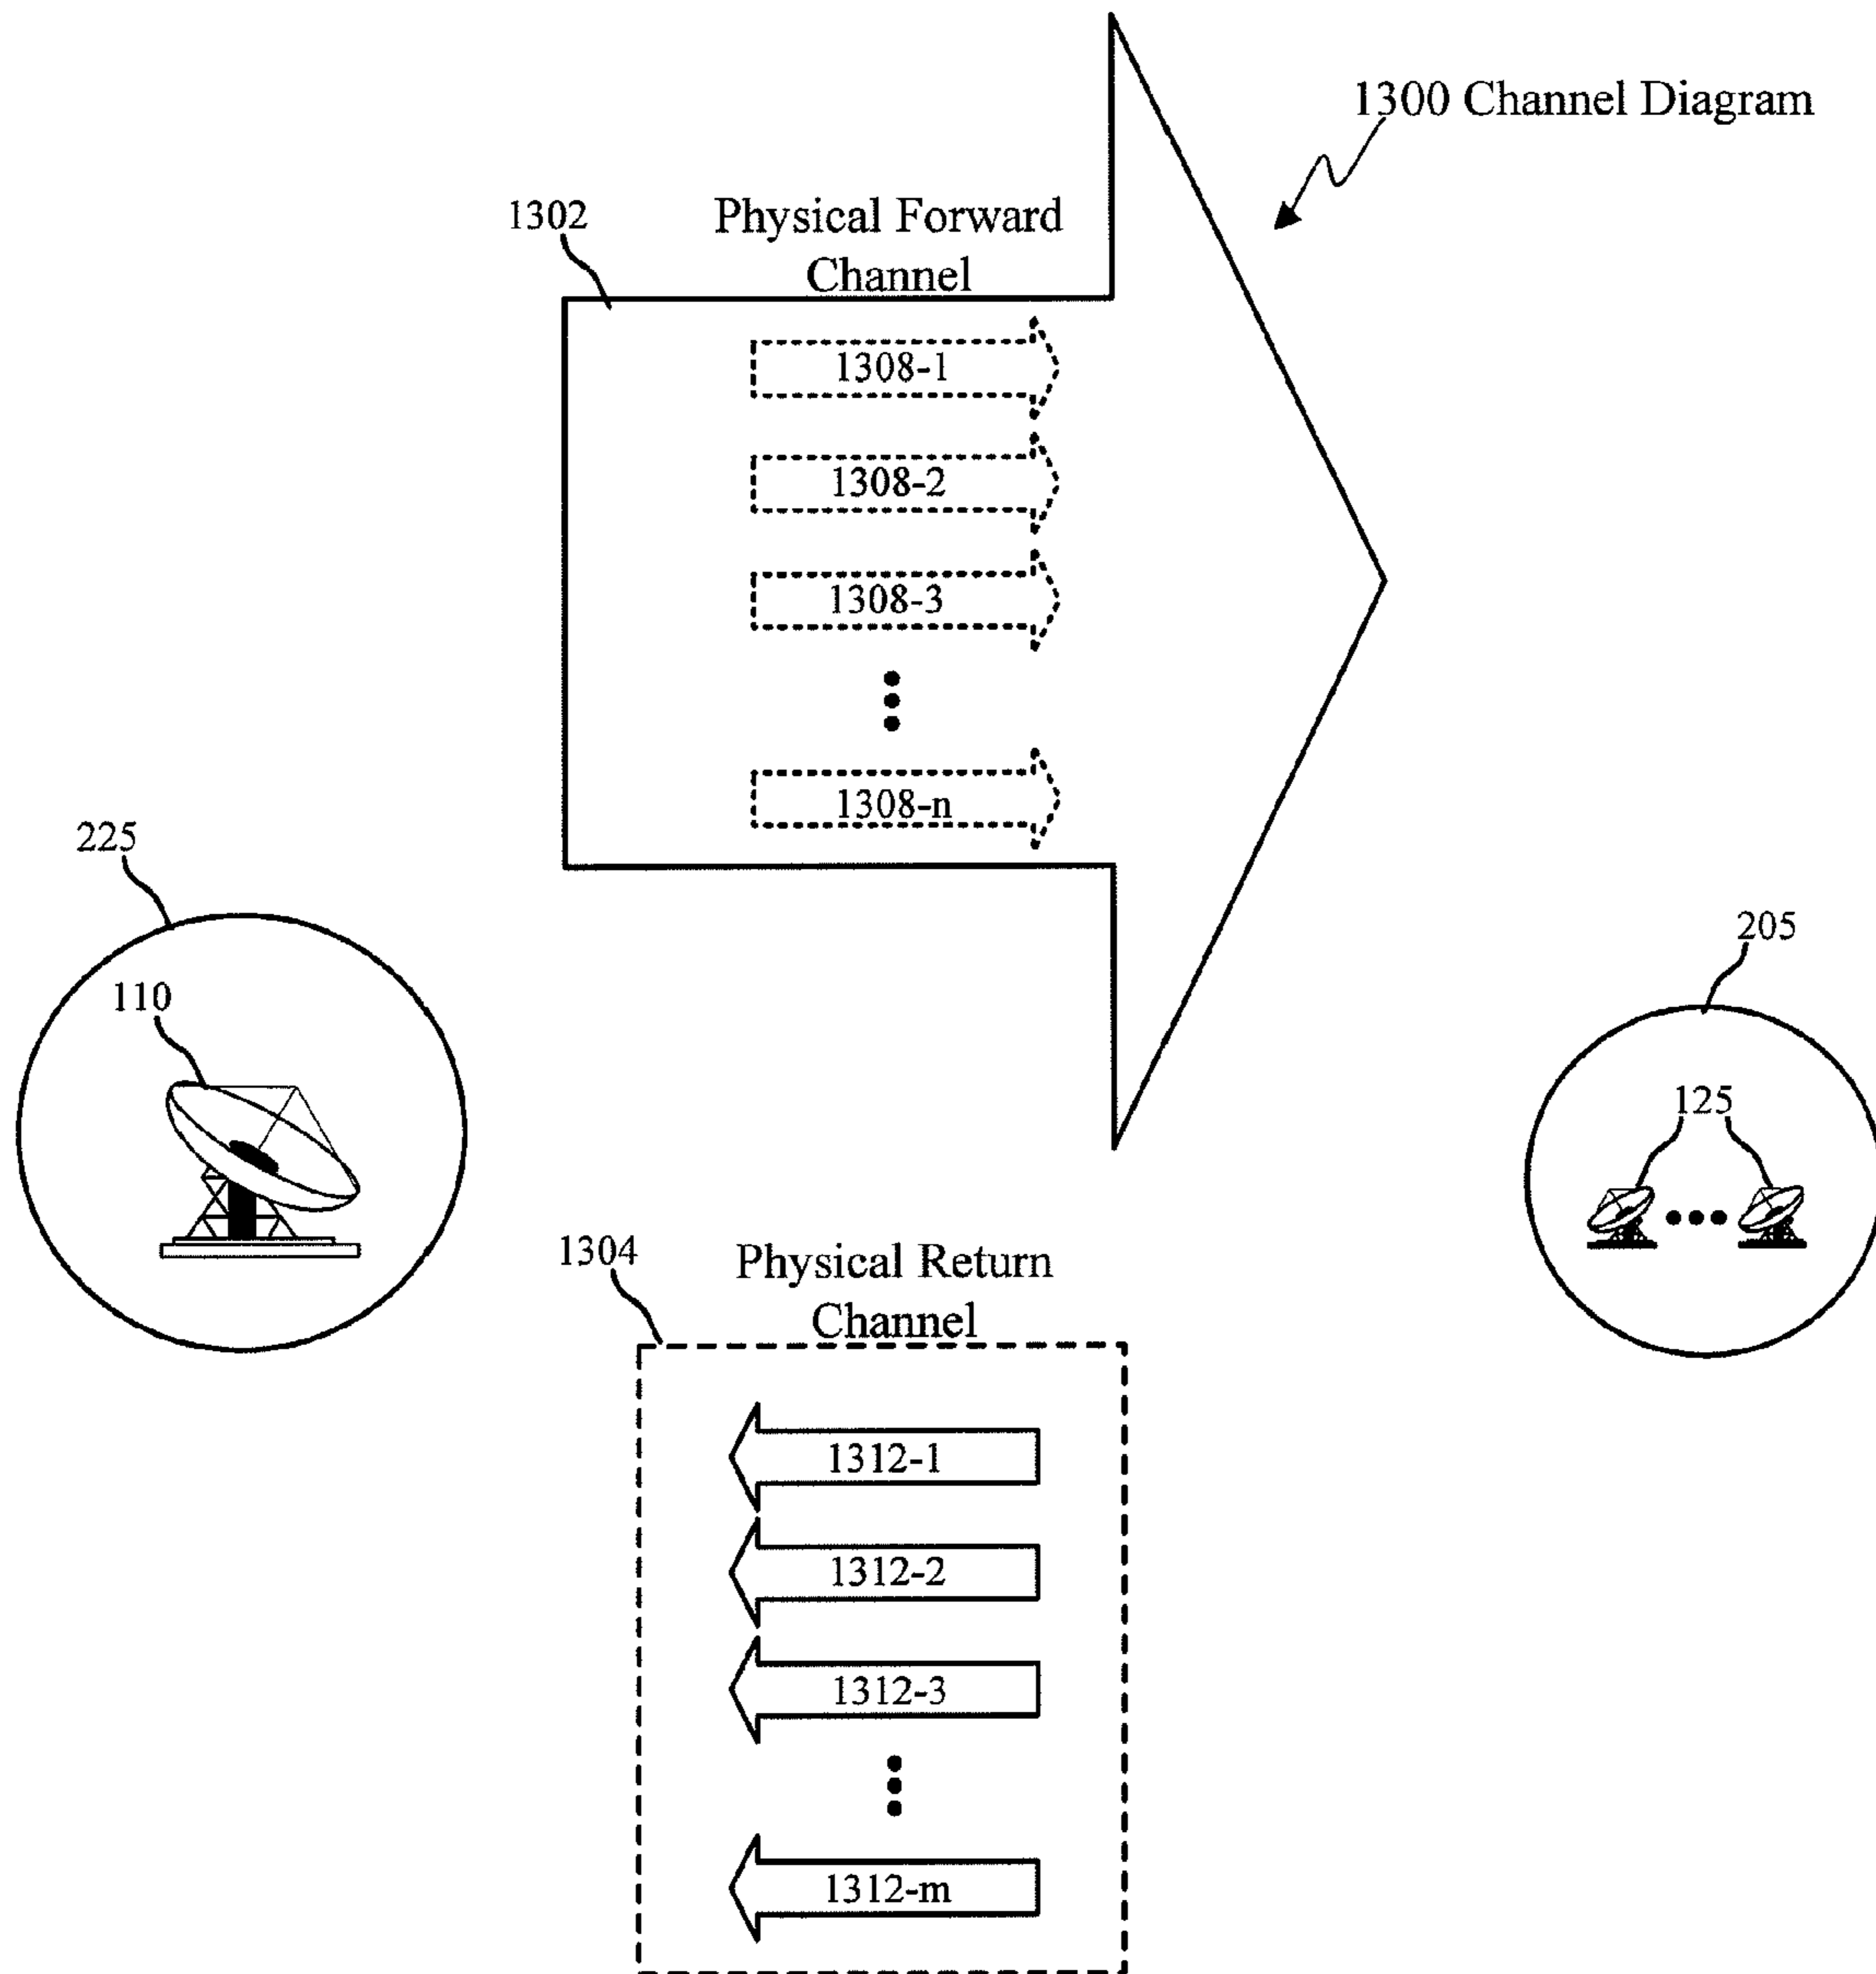 1300 Channel Diagram
1302
Physical Forward
Channel
1308-1
1308-2
1308-3
1308-n
225
110
205
125
1304
Physical Return
Channel
1312-1
1312-2
1312-3
1312-m